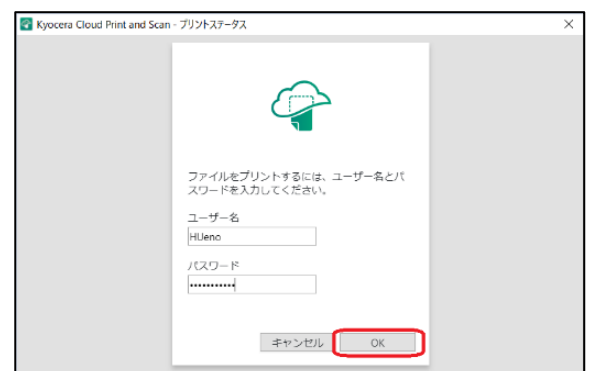 Kyocera Cloud Print and Scan - プリントステータス
ファイルをプリントするには、ユーザー名とパ
スワードを入力してください。
ユーザー名
HUeno
パスワード
•••••••••••
キャンセル
OK